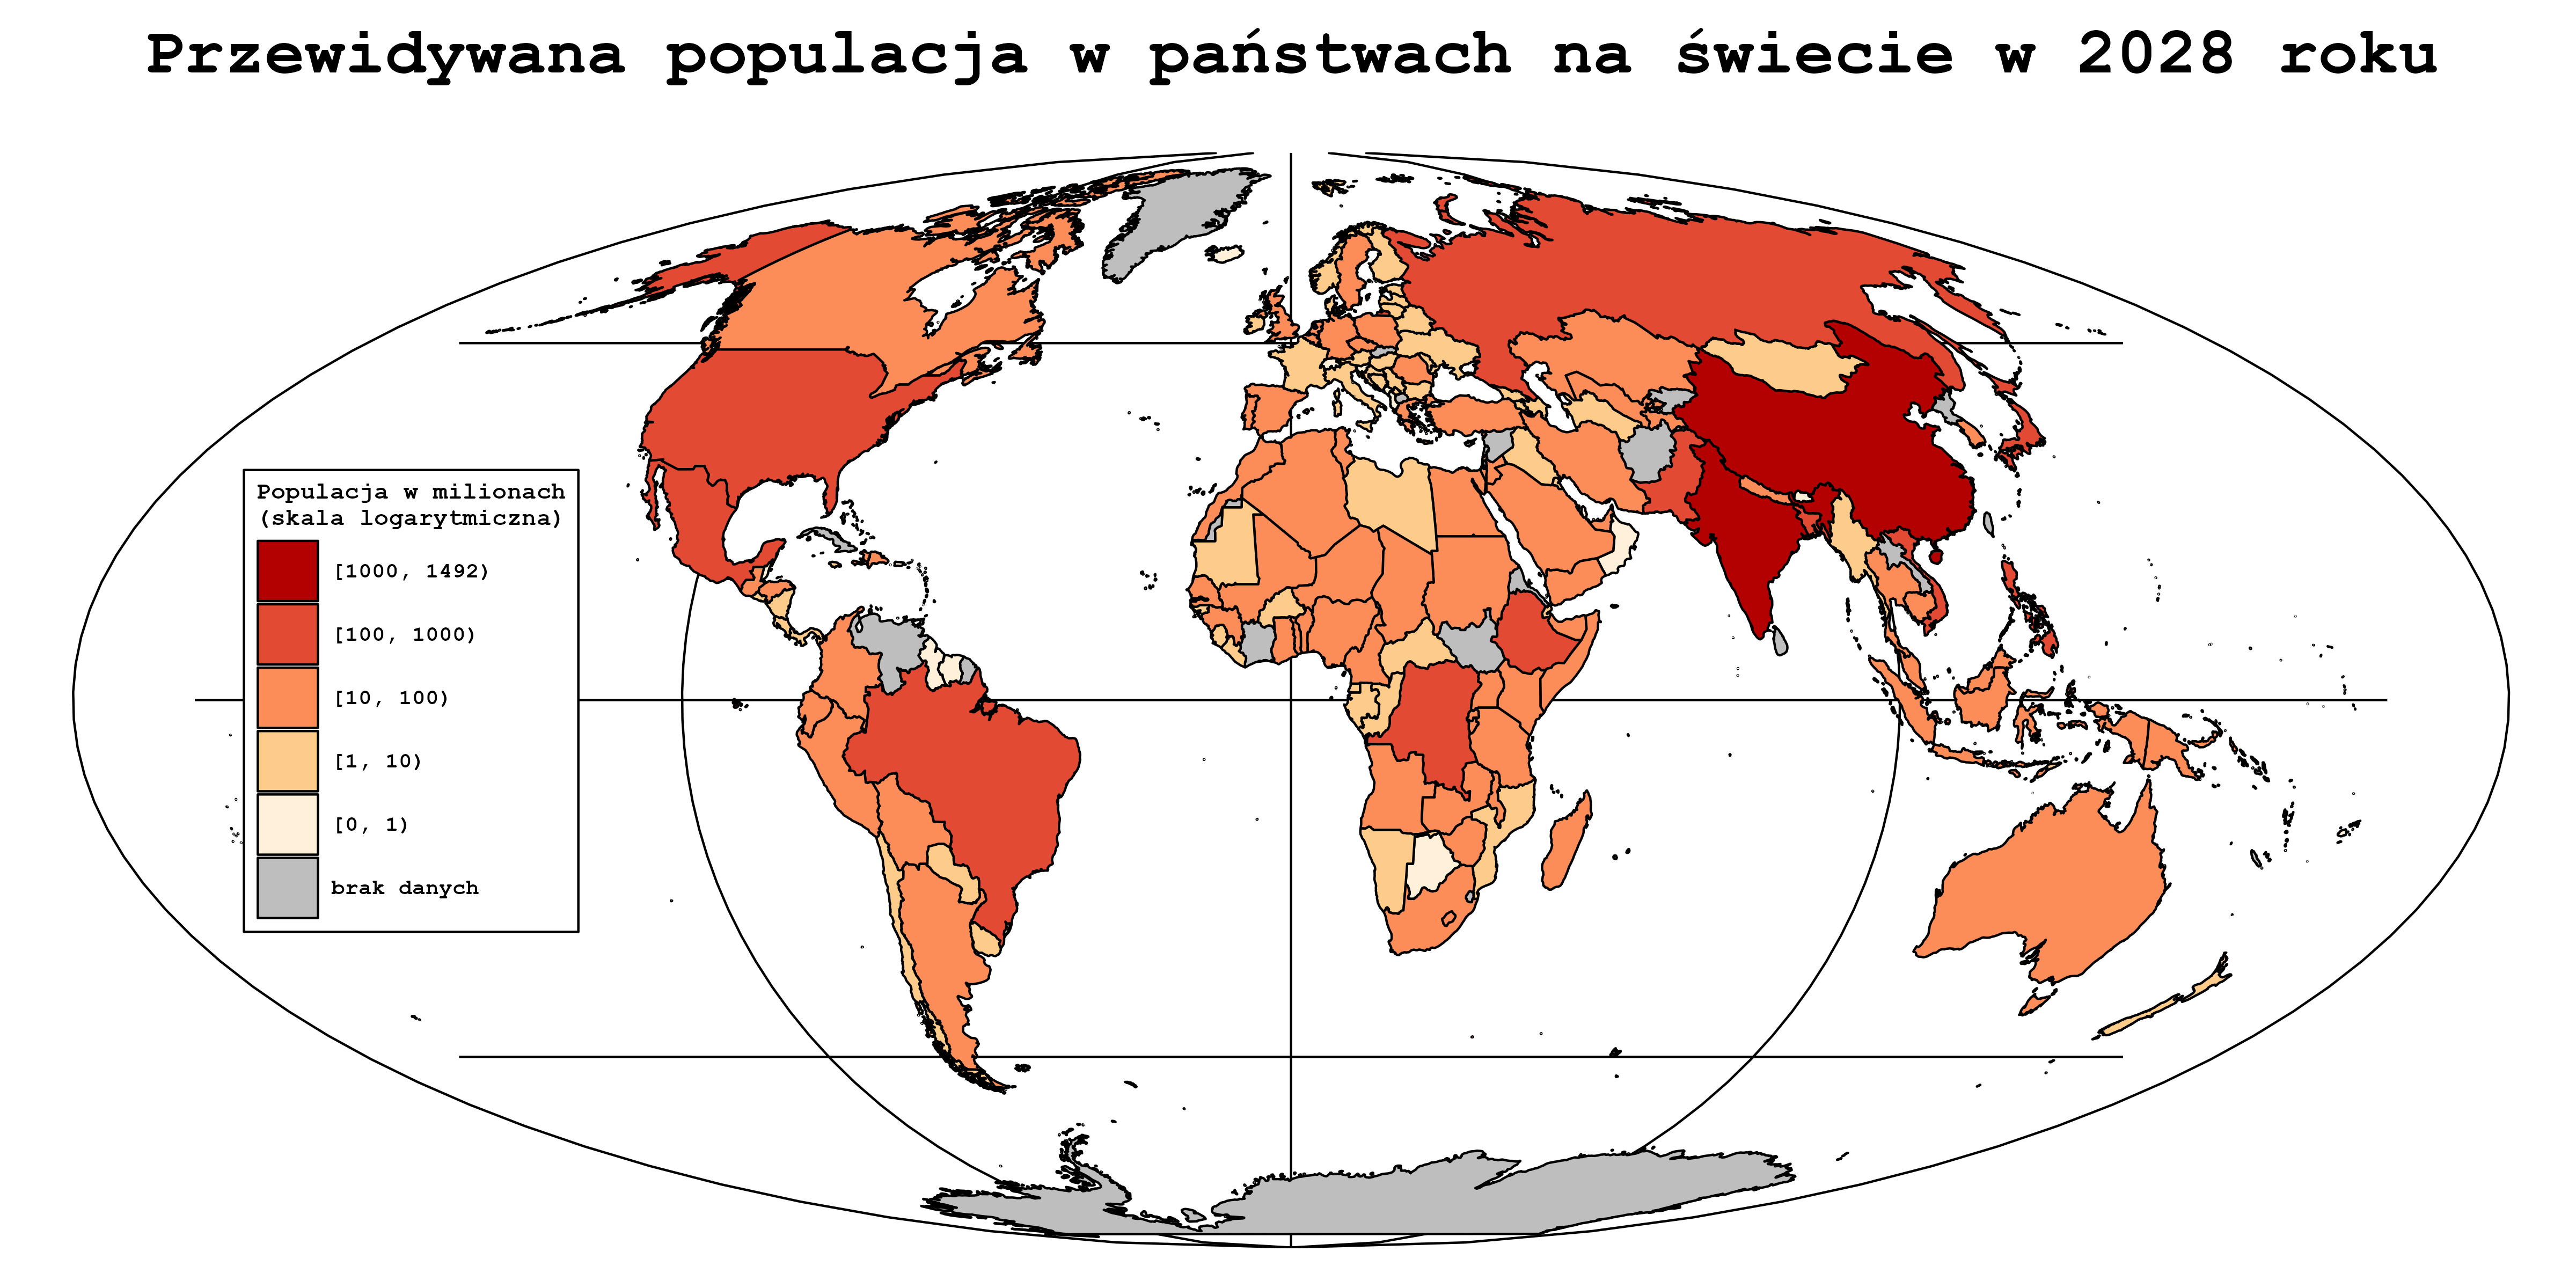 Przewidywana populacja w państwach na świecie w 2028 roku
Populacja w milionach
(skala logarytmiczna)
[1000, 1492)
[100, 1000)
[10, 100)
[1, 10)
[0, 1)
brak danych